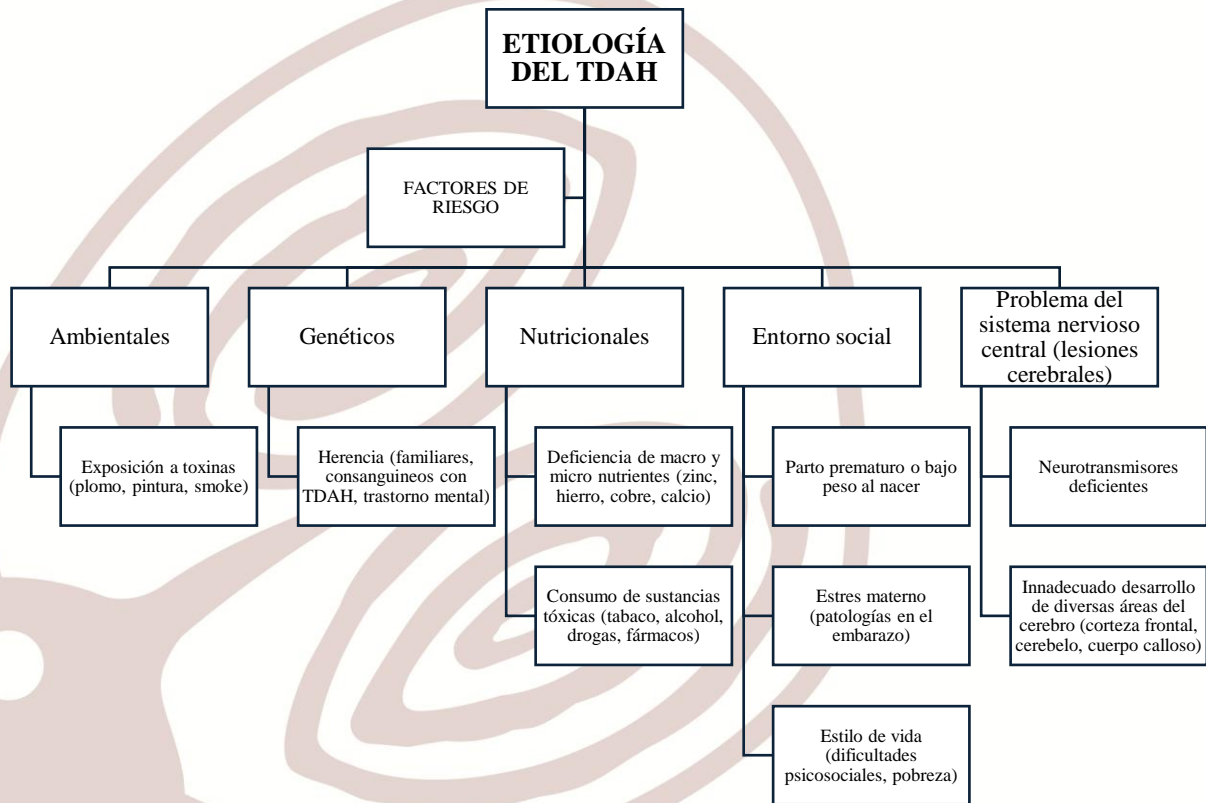 ETIOLOGÍA
DEL TDAH
FACTORES DE
RIESGO
Ambientales
Genéticos
Nutricionales
Entorno social
Problema del
sistema nervioso
central (lesiones
cerebrales)
Exposición a toxinas
(plomo, pintura, smoke)
Herencia (familiares,
consanguineos con
TDAH, trastorno mental)
Deficiencia de macro y
micro nutrientes (zinc,
hierro, cobre, calcio)
Parto prematuro o bajo
peso al nacer
Neurotransmisores
deficientes
Consumo de sustancias
tóxicas (tabaco, alcohol,
drogas, fármacos)
Estres materno
(patologías en el
embarazo)
Innadecuado desarrollo
de diversas áreas del
cerebro (corteza frontal,
cerebelo, cuerpo calloso)
Estilo de vida
(dificultades
psicosociales, pobreza)